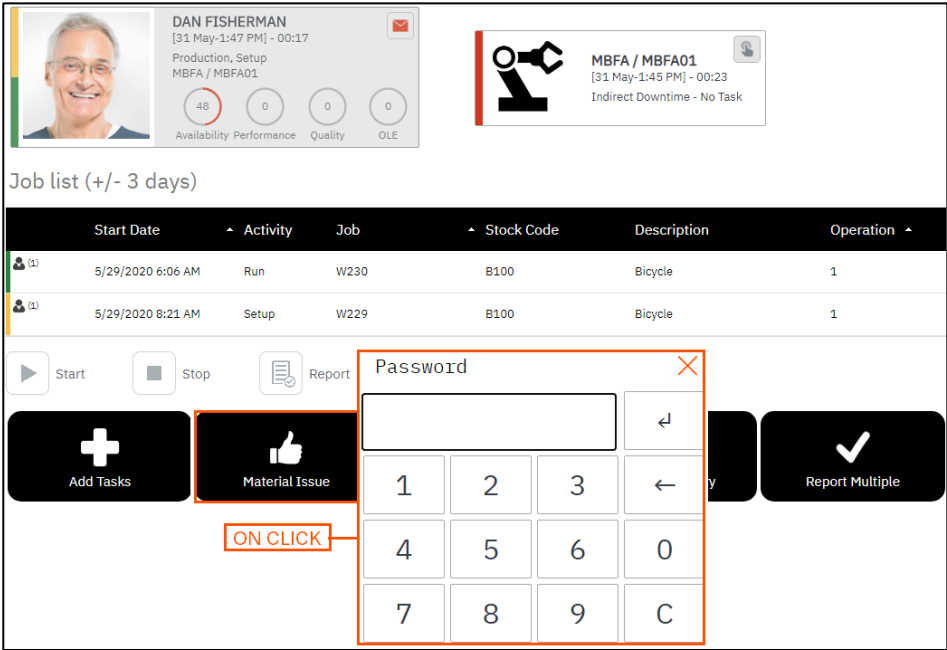 DAN FISHERMAN
[31 May-1:47 PM] - 00:17
Production, Setup
MBFA / MBFA01
48 0 0 0
Availability Performance Quality OLE
MBFA / MBFA01
[31 May-1:45 PM] - 00:23
Indirect Downtime - No Task
Job list (+/- 3 days)
Start Date Activity Job Stock Code Description Operation
(1) 5/29/2020 6:06 AM Run W230 B100 Bicycle 1
(1) 5/29/2020 8:21 AM Setup W229 B100 Bicycle 1
Start Stop Report
Password
Add Tasks Material Issue y Report Multiple
1 2 3 ←
ON CLICK
4 5 6 0
7 8 9 C